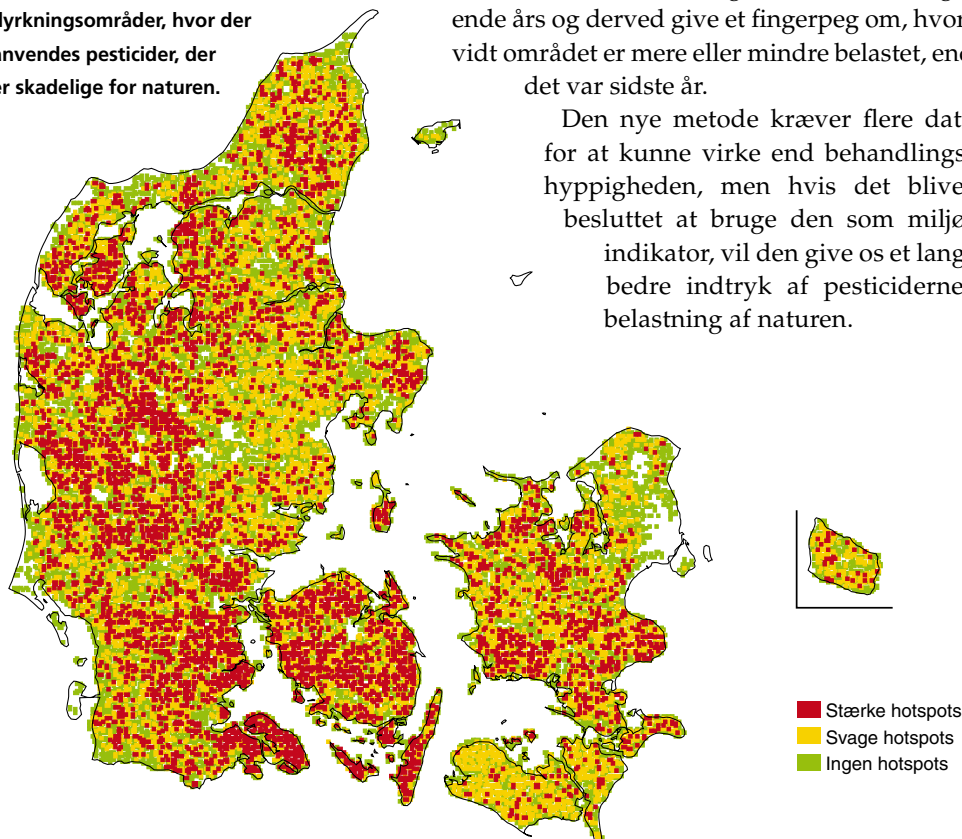 dyrkningsområder, hvor der
anvendes pesticider, der
er skadelige for naturen.
ende års og derved give et fingerpeg om, hvor
vidt området er mere eller mindre belastet, end
det var sidste år.
Den nye metode kræver flere dat
for at kunne virke end behandlings
hyppigheden, men hvis det blive
besluttet at bruge den som miljø
indikator, vil den give os et lang
bedre indtryk af pesticiderne
belastning af naturen.
Stærke hotspots
Svage hotspots
Ingen hotspots